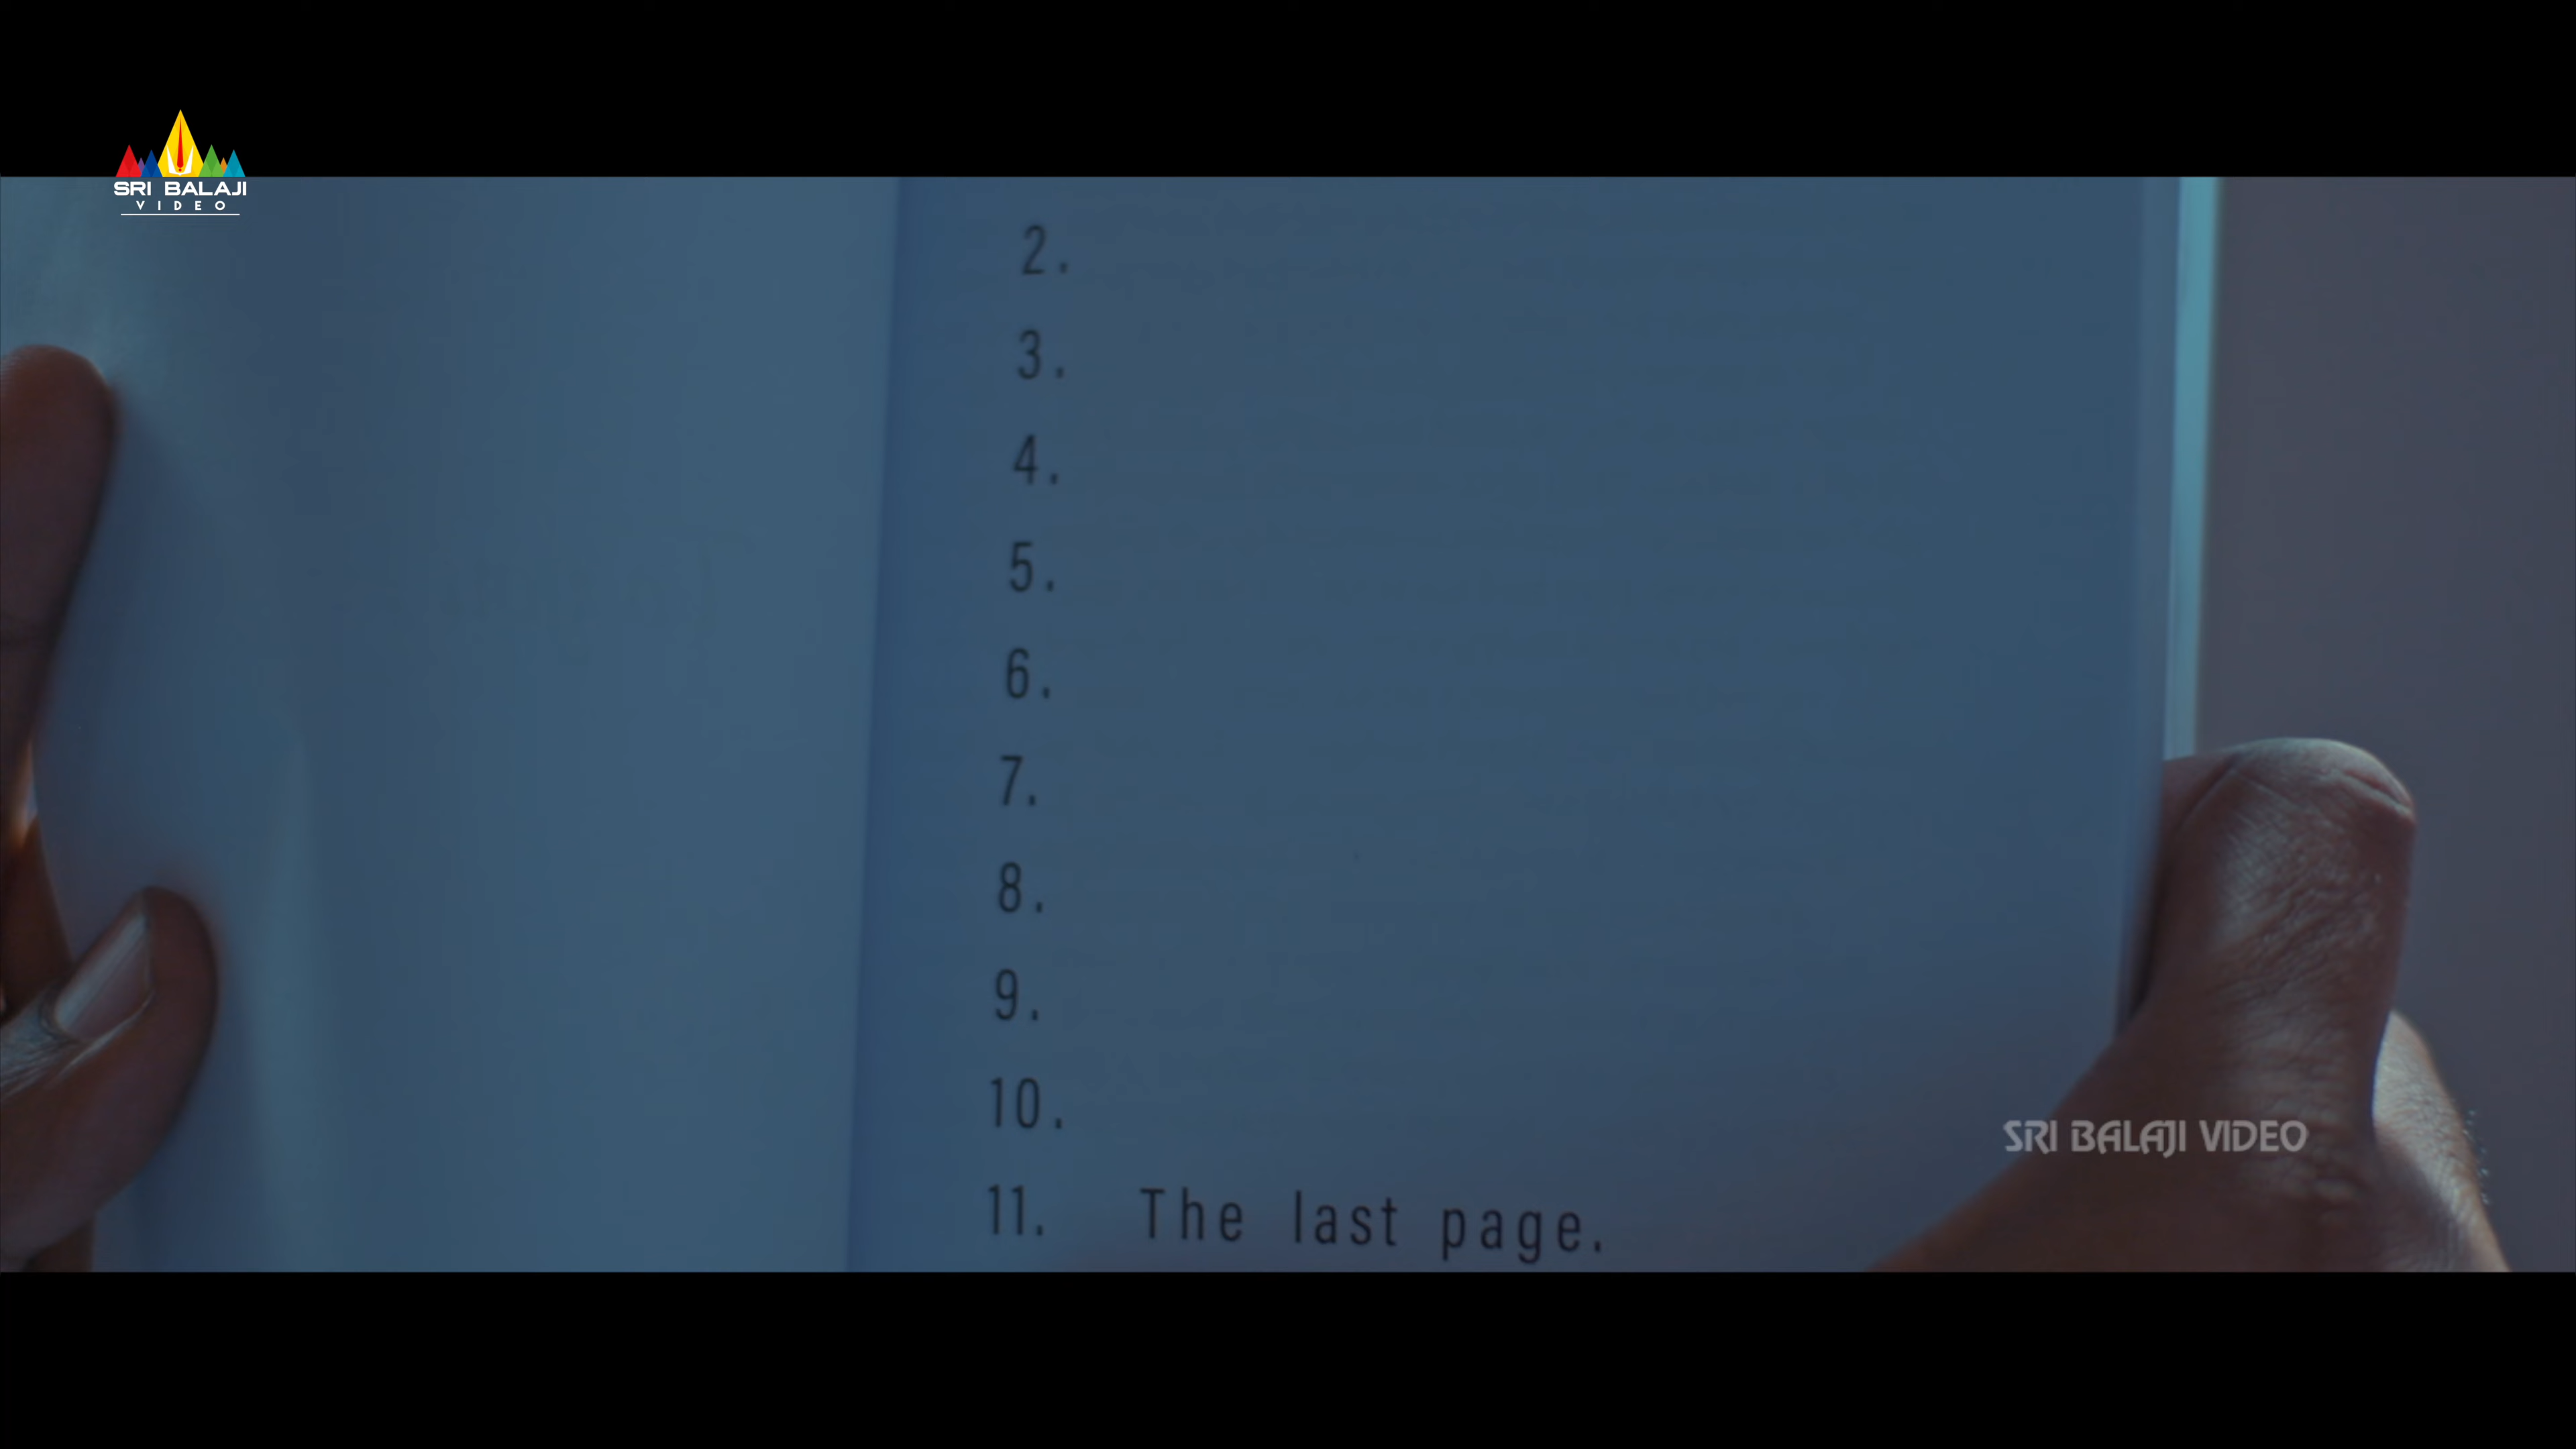 SRI BALAJI
VIDEO
2.
3.
4.
5.
6.
7.
8.
9.
10.
11. The last page.
SRI BALAJI VIDEO